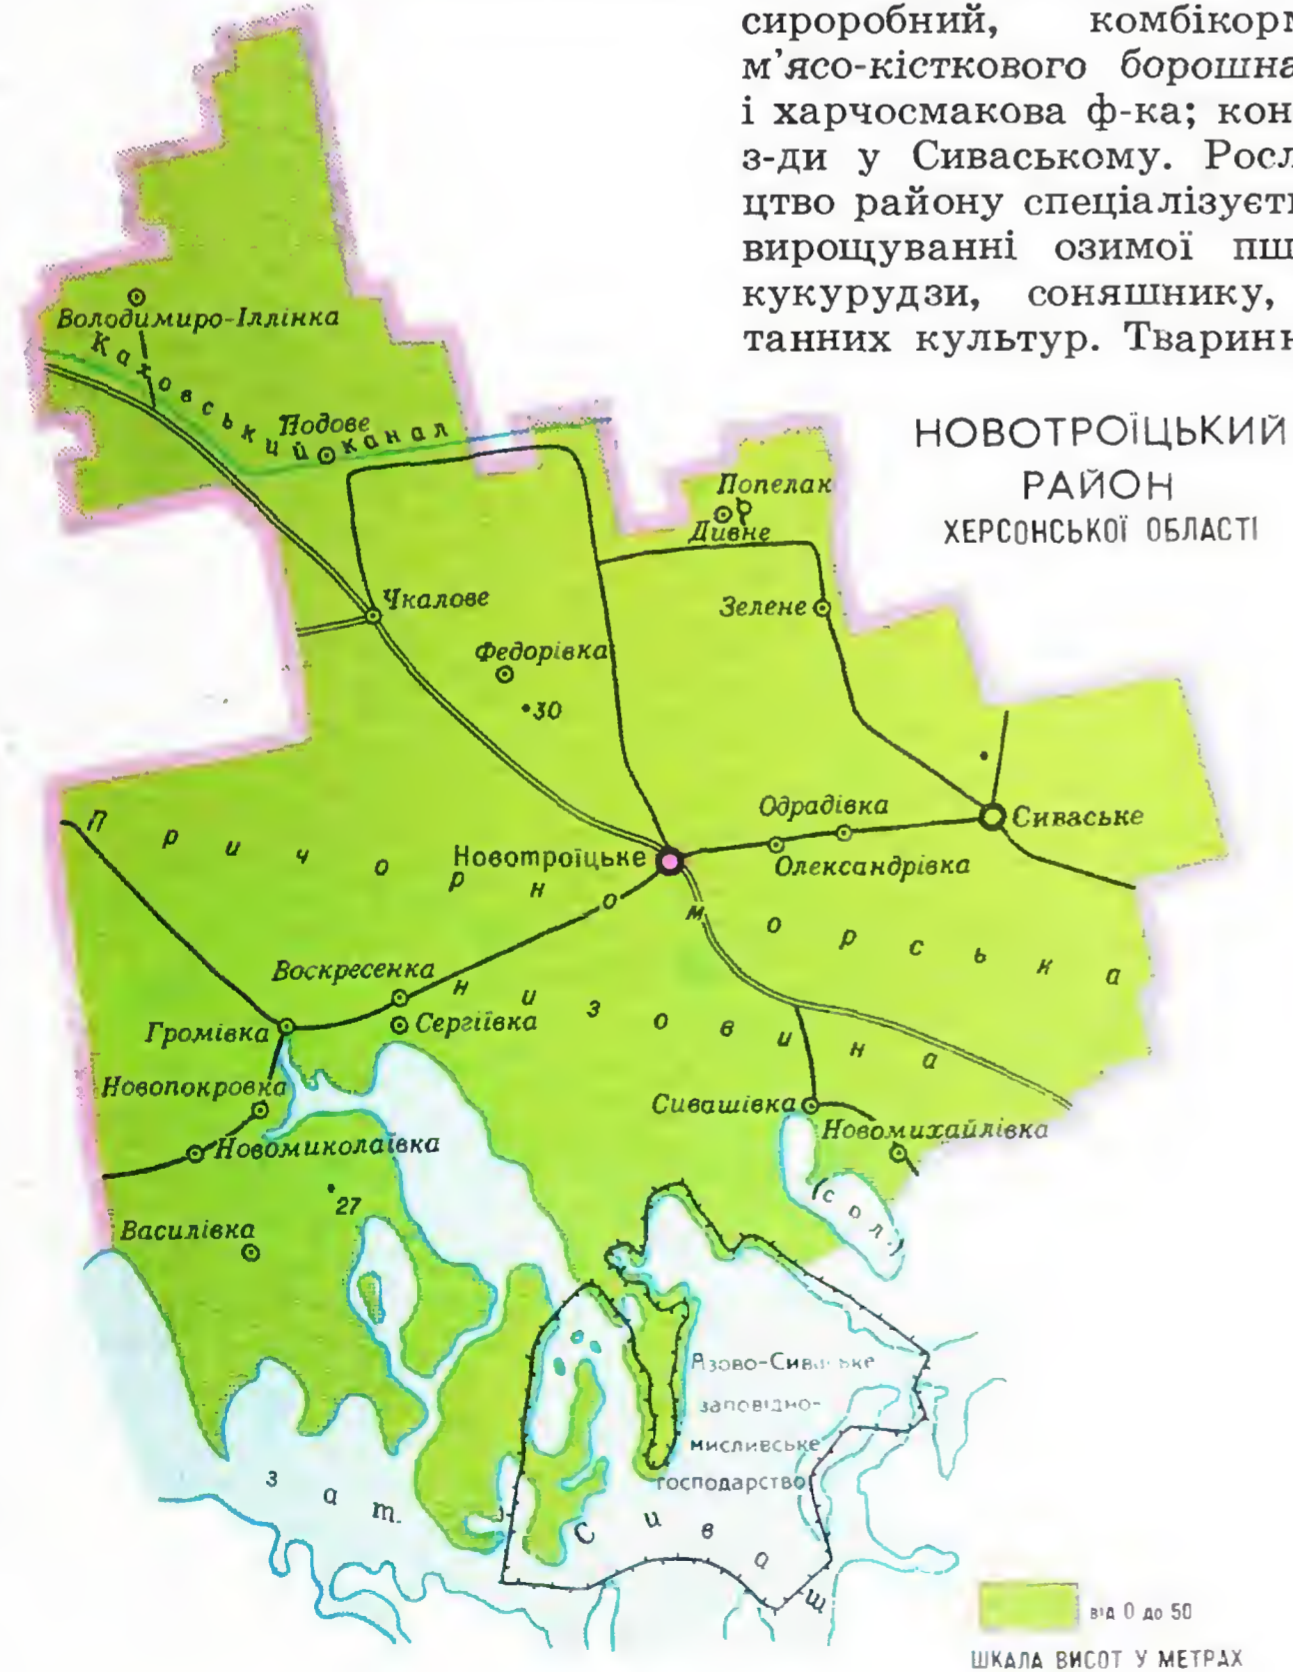 сироробний, комбікорм
м’ясо-кісткового борошна
і харчосмакова ф-ка; кон
з-ди у Сиваському. Росл
цтво району спеціалізуєт
вирощуванні озимої пш
кукурудзи, соняшнику,
танних культур. Тваринн
НОВОТРОЇЦЬКИЙ
РАЙОН
ХЕРСОНСЬКОЇ ОБЛАСТІ
Володимиро-Іллінка
Каховський канал
Подове
Попелак
Дивне
Чкалове
Зелене
Федорівка
30
Одрадівка
Сиваське
Новотроїцьке
Олександрівка
Причорноморська
низовина
Воскресенка
Сергіївка
Громівка
Новопокровка
Сивашівка
Новомихайлівка
Новомиколаївка
27
(сол.)
Василівка
Азово-Сиваське
заповідно-
мисливське
господарство
зат. Сиваш
від 0 до 50
ШКАЛА ВИСОТ У МЕТРАХ